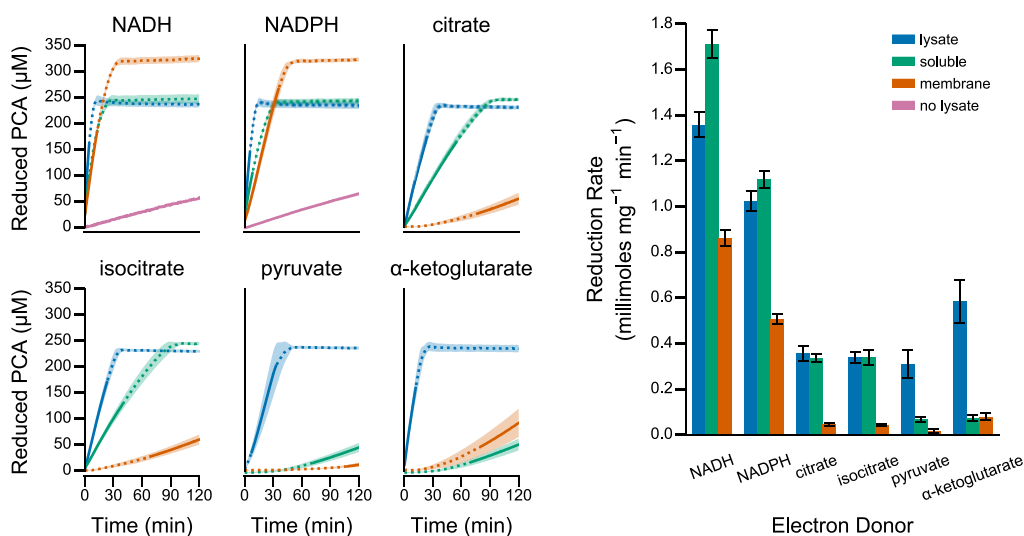 NADH
NADPH
citrate
Reduced PCA (µM)
350
300
250
200
150
100
50
0
isocitrate
pyruvate
α-ketoglutarate
Reduced PCA (µM)
350
300
250
200
150
100
50
0
0 30 60 90 120
0 30 60 90 120
0 30 60 90 120
Time (min)
Time (min)
Time (min)
Reduction Rate
(millimoles mg⁻¹ min⁻¹)
1.8
1.6
1.4
1.2
1.0
0.8
0.6
0.4
0.2
0.0
lysate
soluble
membrane
no lysate
NADH
NADPH
citrate
isocitrate
pyruvate
α-ketoglutarate
Electron Donor